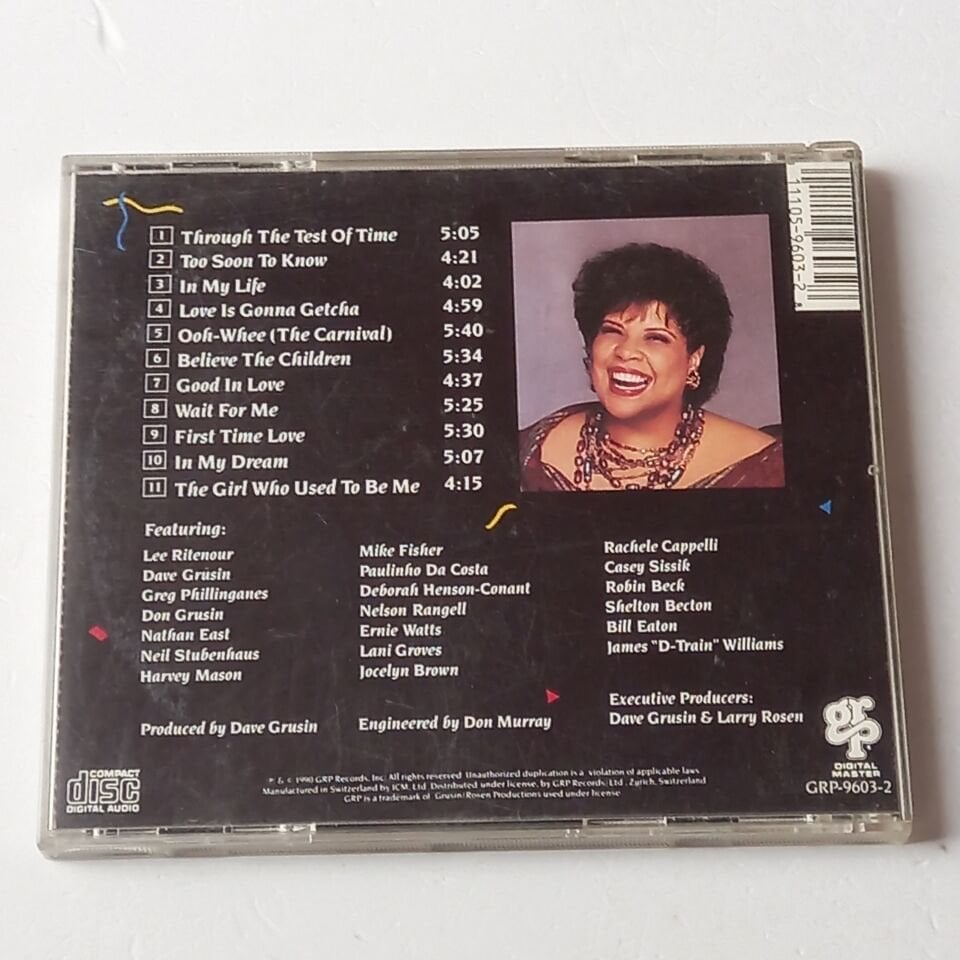 1 Through The Test Of Time 5:05
2 Too Soon To Know 4:21
3 In My Life 4:02
4 Love Is Gonna Getcha 4:59
5 Ooh-Whee (The Carnival) 5:40
6 Believe The Children 5:34
7 Good In Love 4:37
8 Wait For Me 5:25
9 First Time Love 5:30
10 In My Dream 5:07
11 The Girl Who Used To Be Me 4:15
11105-9603-2
Featuring:
Lee Ritenour
Dave Grusin
Greg Phillinganes
Don Grusin
Nathan East
Neil Stubenhaus
Harvey Mason
Mike Fisher
Paulinho Da Costa
Deborah Henson-Conant
Nelson Rangell
Ernie Watts
Lani Groves
Jocelyn Brown
Rachele Cappelli
Casey Sissik
Robin Beck
Shelton Becton
Bill Eaton
James "D-Train" Williams
Produced by Dave Grusin
Engineered by Don Murray
Executive Producers:
Dave Grusin & Larry Rosen
COMPACT
disc
DIGITAL AUDIO
℗ & © 1990 GRP Records, Inc. All rights reserved Unauthorized duplication is a violation of applicable laws
Manufactured in Switzerland by ICM, Ltd Distributed under license, by GRP Records, Ltd., Zurich, Switzerland
GRP is a trademark of Grusin/Rosen Productions used under license
grp
DIGITAL
MASTER
GRP-9603-2